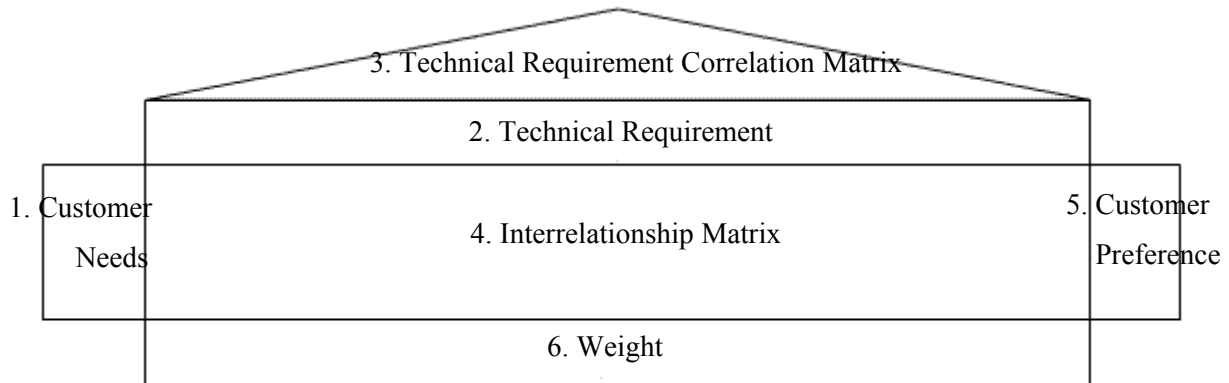 3. Technical Requirement Correlation Matrix
2. Technical Requirement
1. Customer
Needs
4. Interrelationship Matrix
5. Customer
Preference
6. Weight